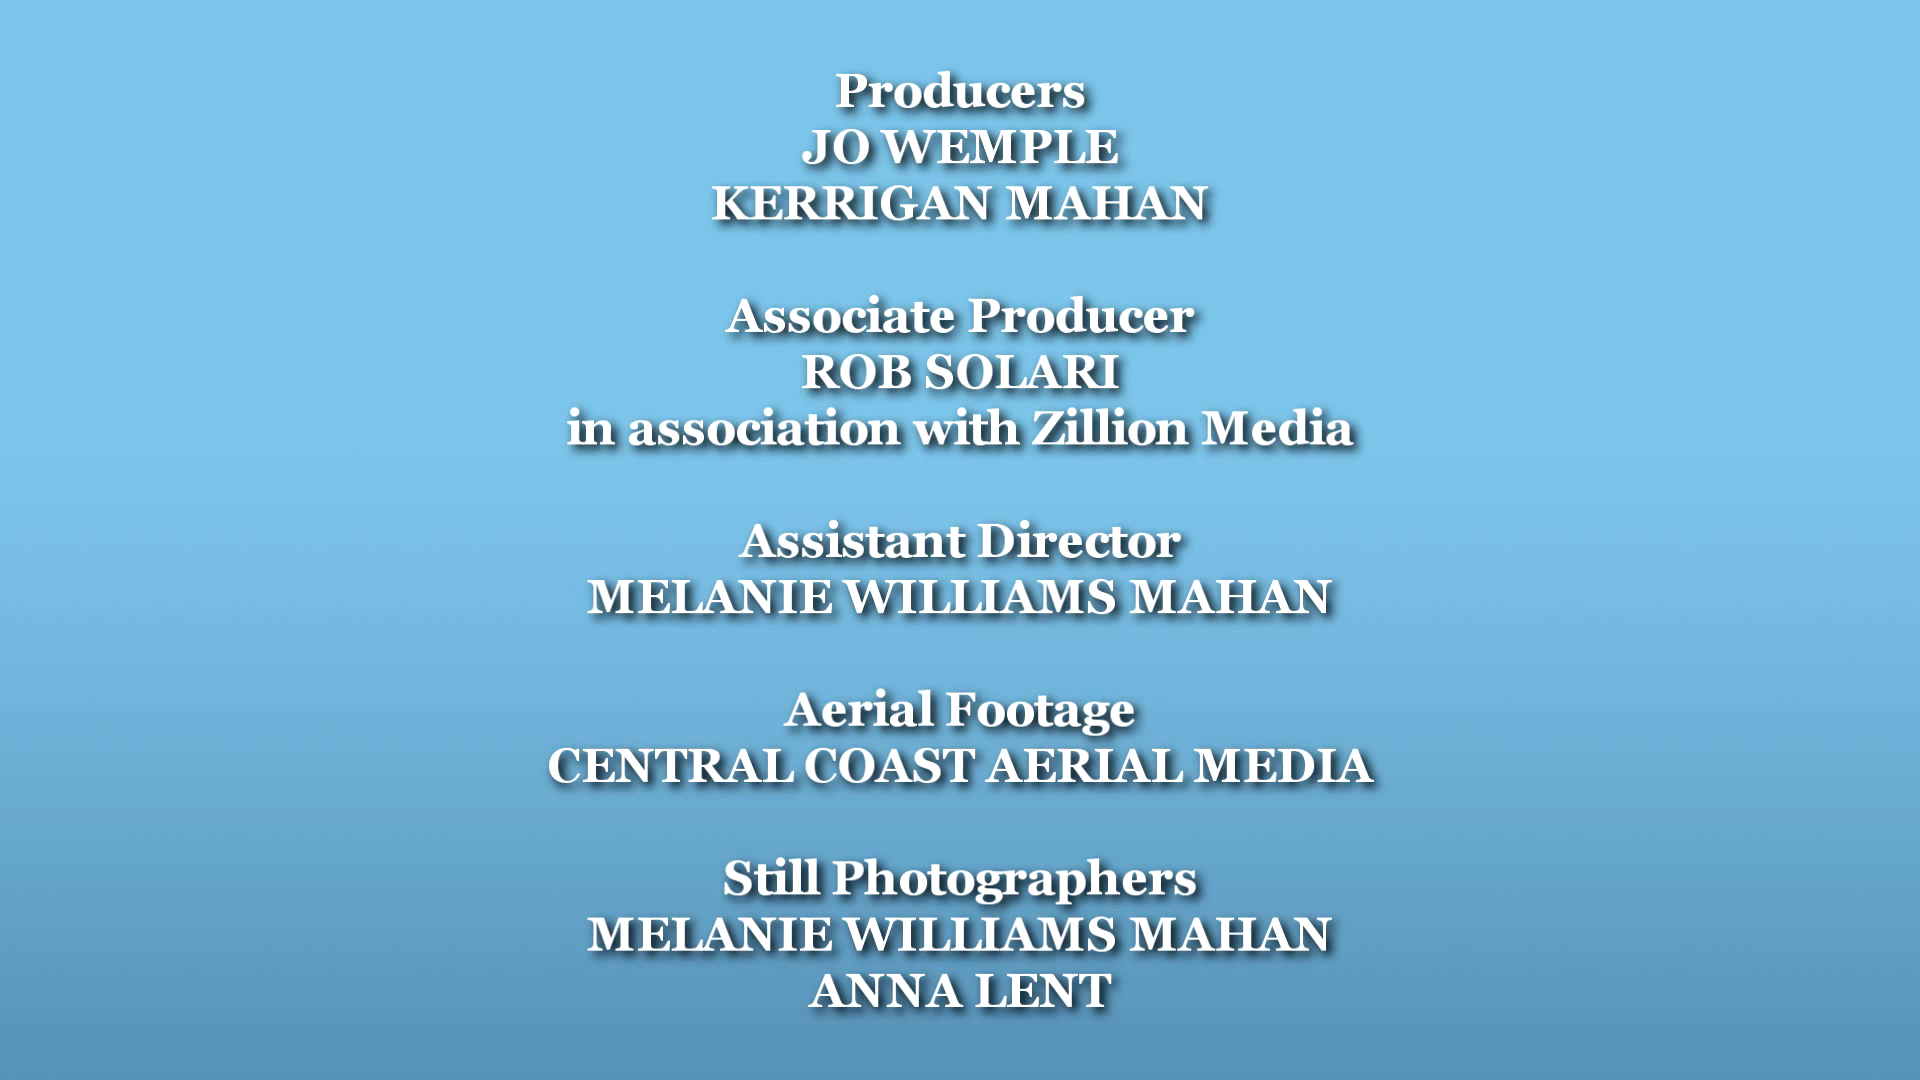 Producers
JO WEMPLE
KERRIGAN MAHAN
Associate Producer
ROB SOLARI
in association with Zillion Media
Assistant Director
MELANIE WILLIAMS MAHAN
Aerial Footage
CENTRAL COAST AERIAL MEDIA
Still Photographers
MELANIE WILLIAMS MAHAN
ANNA LENT